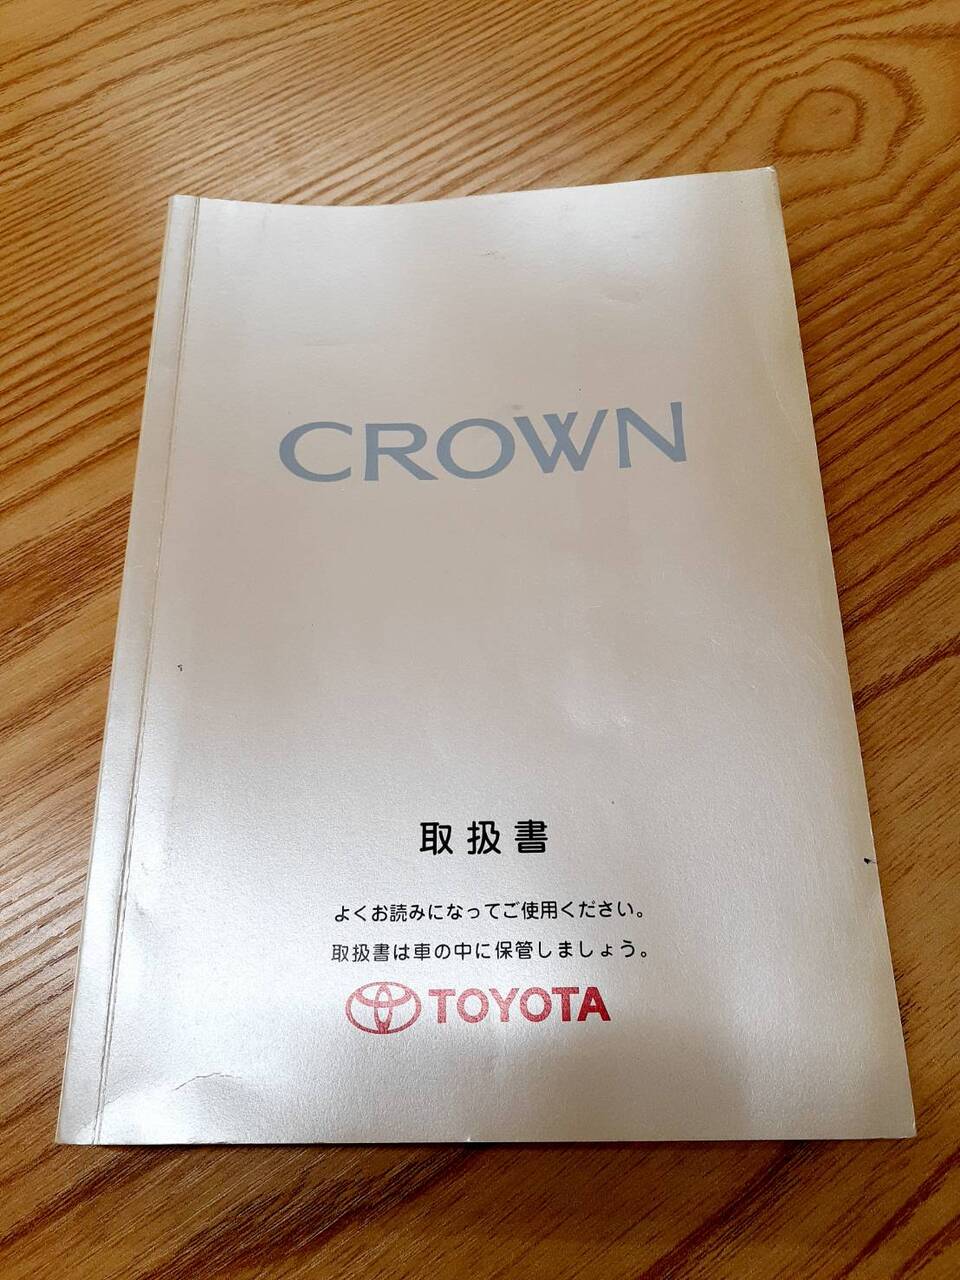 CROWN
取扱書
よくお読みになってご使用ください。
取扱書は車の中に保管しましょう。
TOYOTA